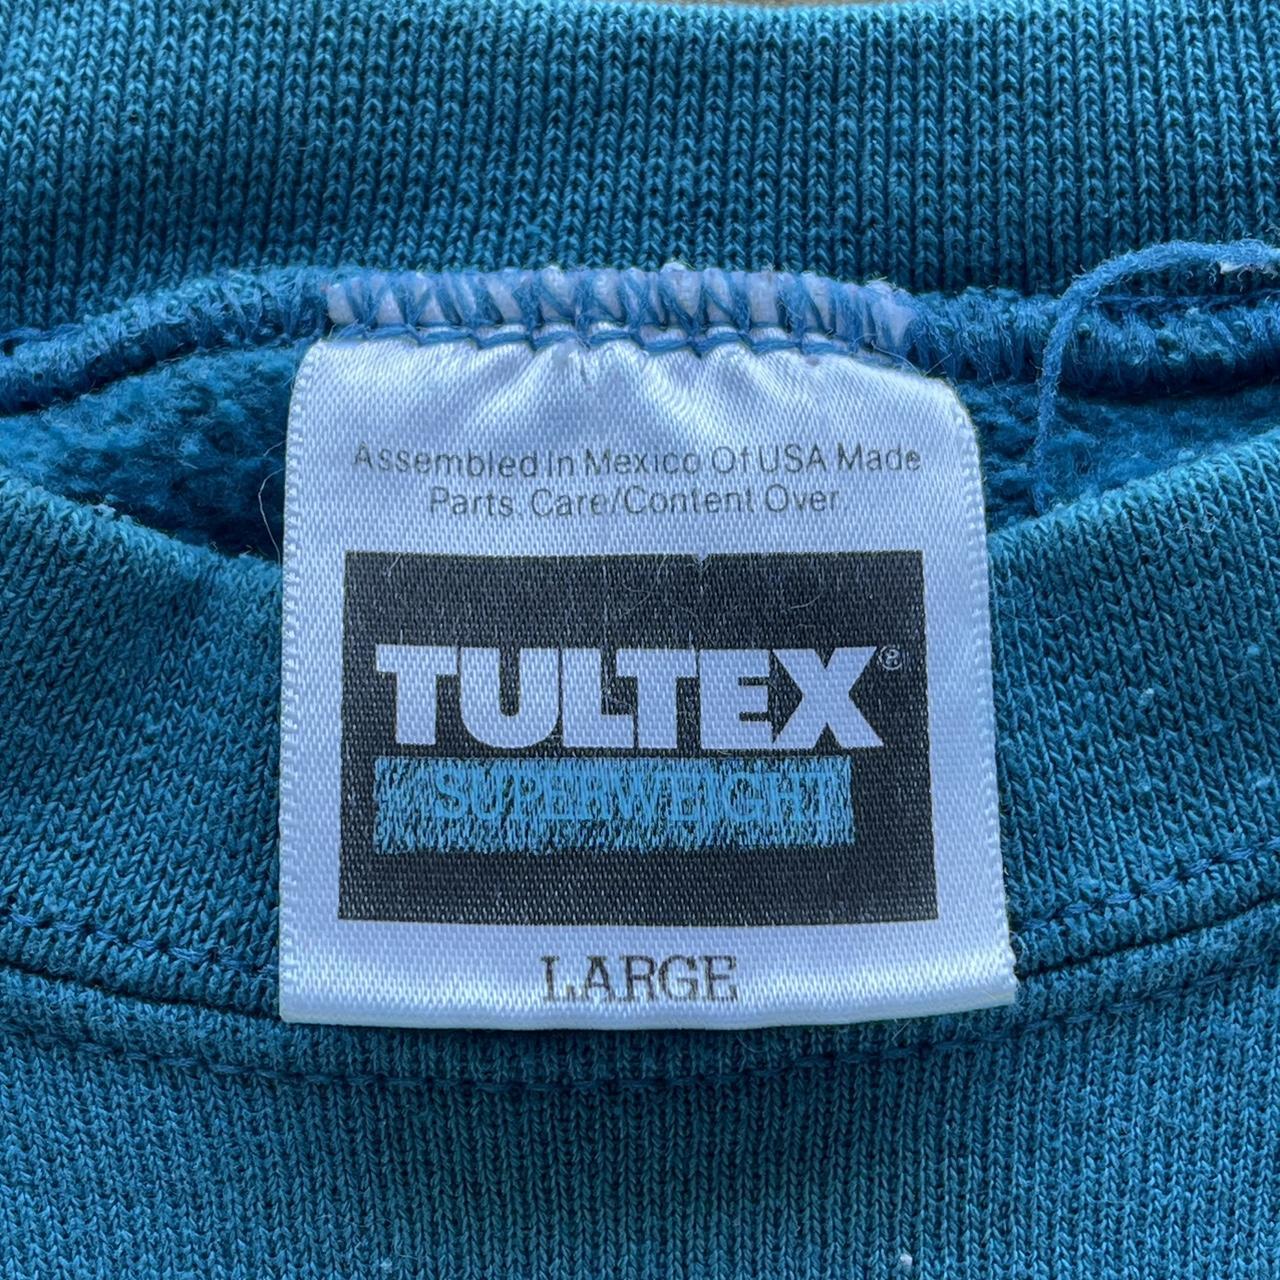 Assembled In Mexico Of USA Made
Parts. Care/Content Over.
TULTEX®
SUPERWEIGHT
LARGE